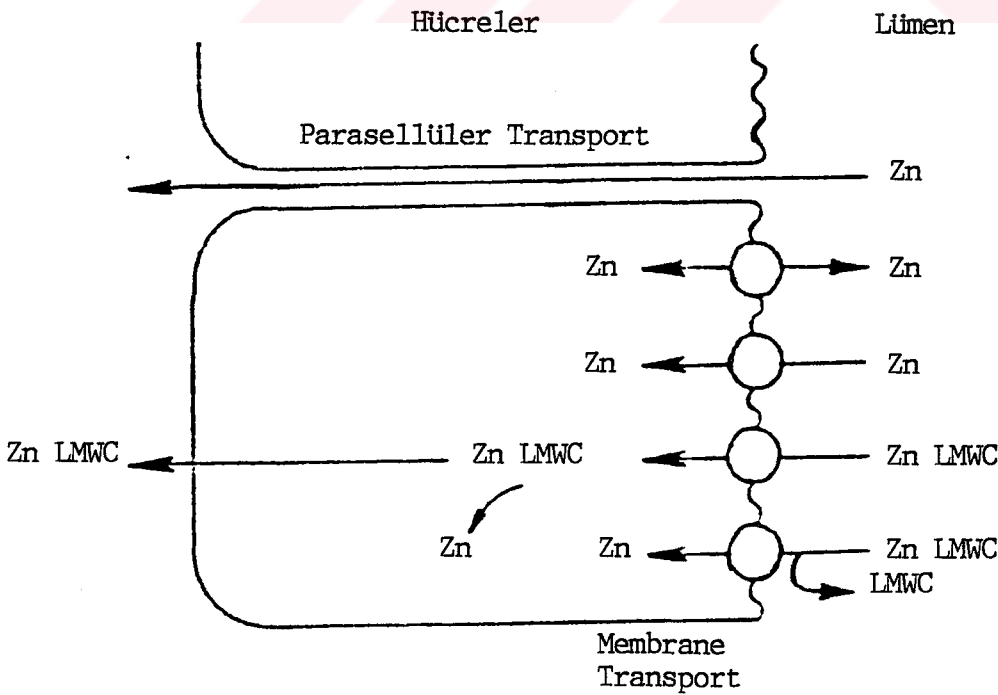 Hücreler Lümen
Parasellüler Transport
Zn
Zn Zn
Zn Zn
Zn LMWC Zn LMWC Zn LMWC
Zn Zn Zn LMWC
LMWC
Membrane
Transport